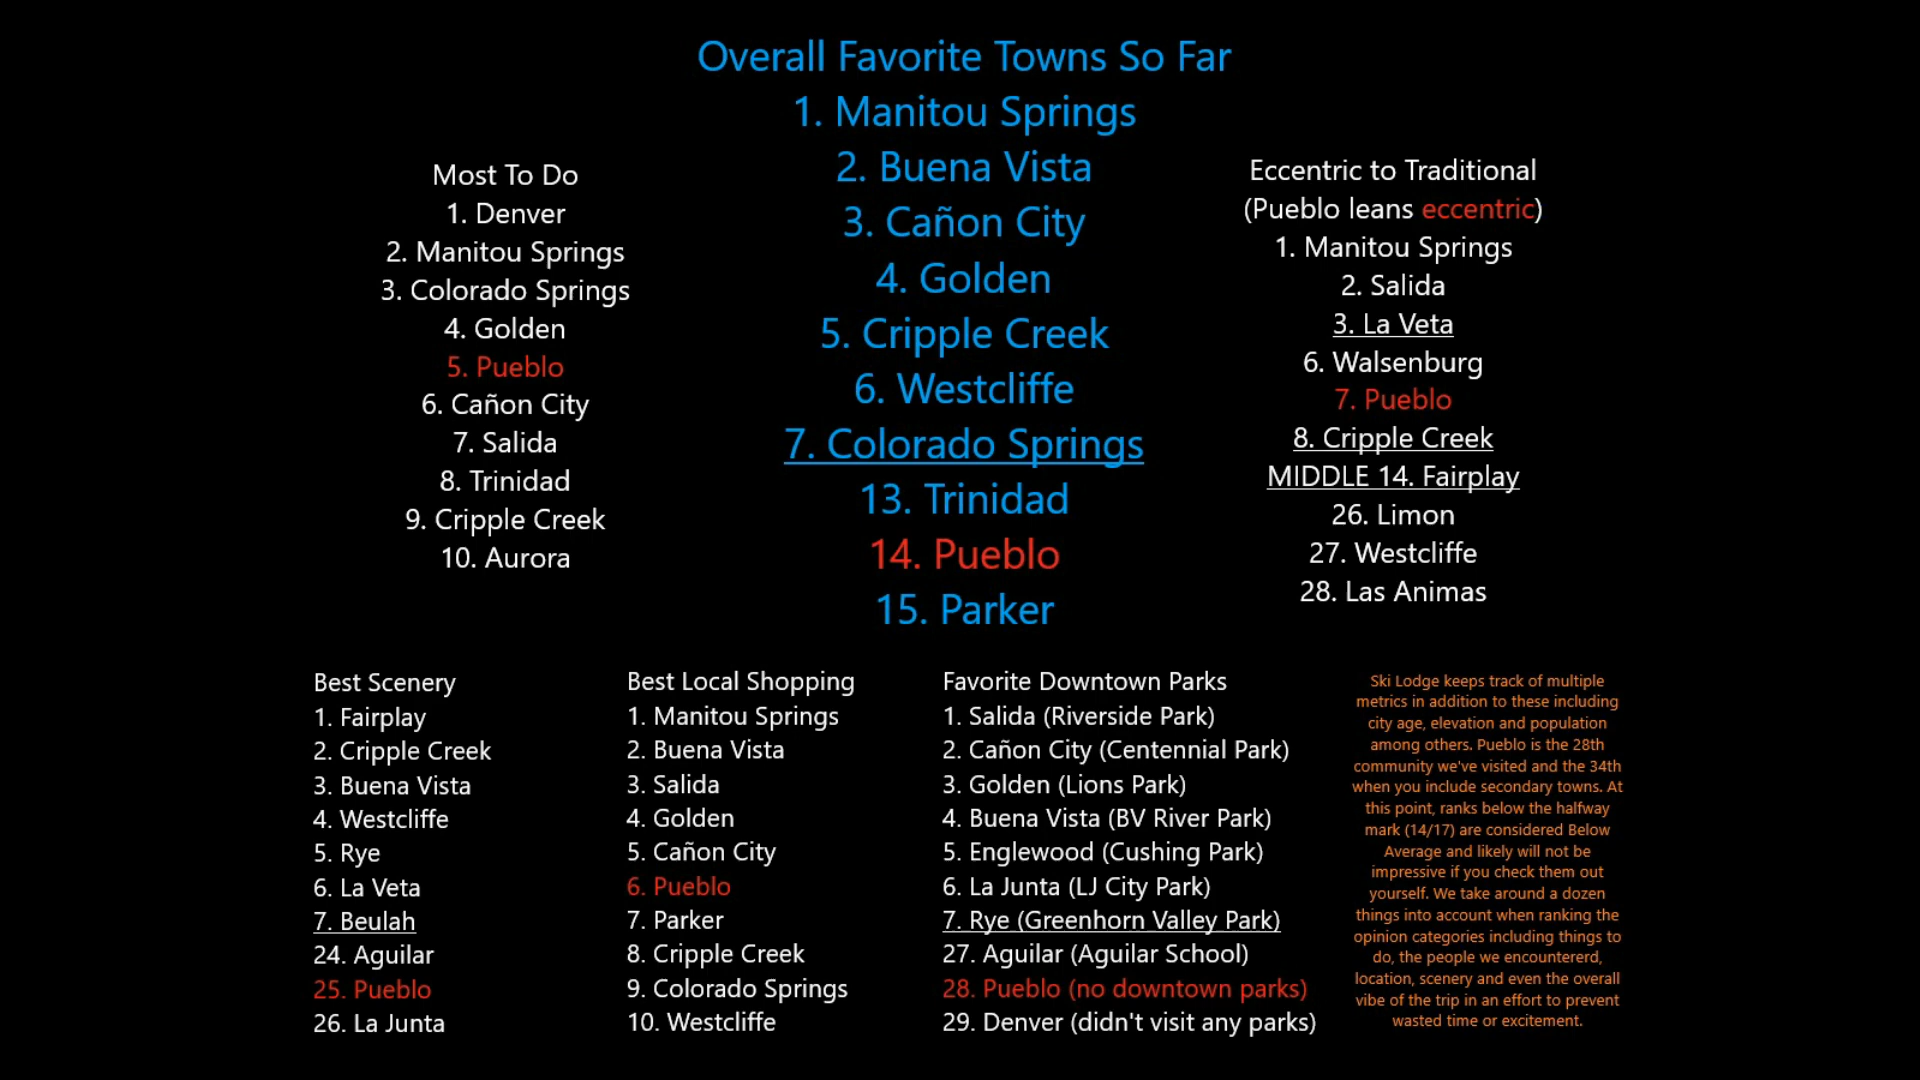 Overall Favorite Towns So Far
1. Manitou Springs
2. Buena Vista
3. Cañon City
4. Golden
5. Cripple Creek
6. Westcliffe
7. Colorado Springs
13. Trinidad
14. Pueblo
15. Parker
Most To Do
1. Denver
2. Manitou Springs
3. Colorado Springs
4. Golden
5. Pueblo
6. Cañon City
7. Salida
8. Trinidad
9. Cripple Creek
10. Aurora
Eccentric to Traditional
(Pueblo leans eccentric)
1. Manitou Springs
2. Salida
3. La Veta
6. Walsenburg
7. Pueblo
8. Cripple Creek
MIDDLE 14. Fairplay
26. Limon
27. Westcliffe
28. Las Animas
Best Scenery
1. Fairplay
2. Cripple Creek
3. Buena Vista
4. Westcliffe
5. Rye
6. La Veta
7. Beulah
24. Aguilar
25. Pueblo
26. La Junta
Best Local Shopping
1. Manitou Springs
2. Buena Vista
3. Salida
4. Golden
5. Cañon City
6. Pueblo
7. Parker
8. Cripple Creek
9. Colorado Springs
10. Westcliffe
Favorite Downtown Parks
1. Salida (Riverside Park)
2. Cañon City (Centennial Park)
3. Golden (Lions Park)
4. Buena Vista (BV River Park)
5. Englewood (Cushing Park)
6. La Junta (LJ City Park)
7. Rye (Greenhorn Valley Park)
27. Aguilar (Aguilar School)
28. Pueblo (no downtown parks)
29. Denver (didn't visit any parks)
Ski Lodge keeps track of multiple
metrics in addition to these including
city age, elevation and population
among others. Pueblo is the 28th
community we've visited and the 34th
when you include secondary towns. At
this point, ranks below the halfway
mark (14/17) are considered Below
Average and likely will not be
impressive if you check them out
yourself. We take around a dozen
things into account when ranking the
opinion categories including things to
do, the people we encountererd,
location, scenery and even the overall
vibe of the trip in an effort to prevent
wasted time or excitement.